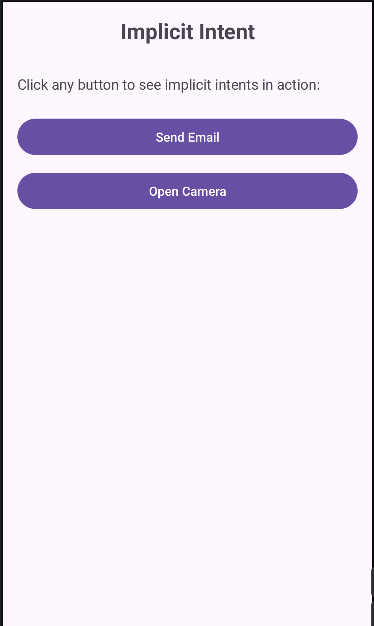 Implicit Intent
Click any button to see implicit intents in action:
Send Email
Open Camera